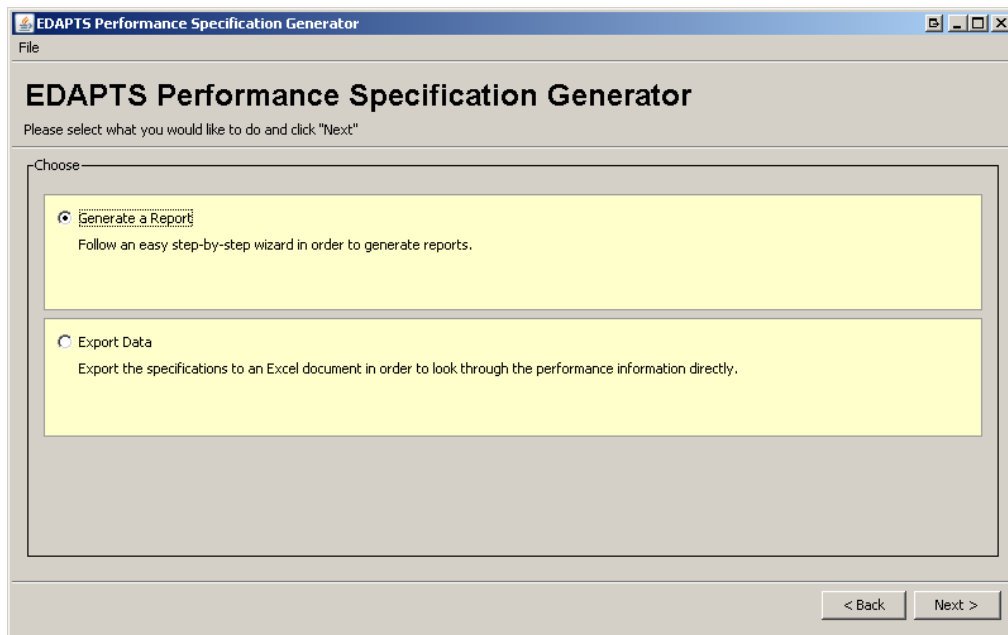 EDAPTS Performance Specification Generator
File
EDAPTS Performance Specification Generator
Please select what you would like to do and click "Next"
Choose
Generate a Report
Follow an easy step-by-step wizard in order to generate reports.
Export Data
Export the specifications to an Excel document in order to look through the performance information directly.
< Back
Next >